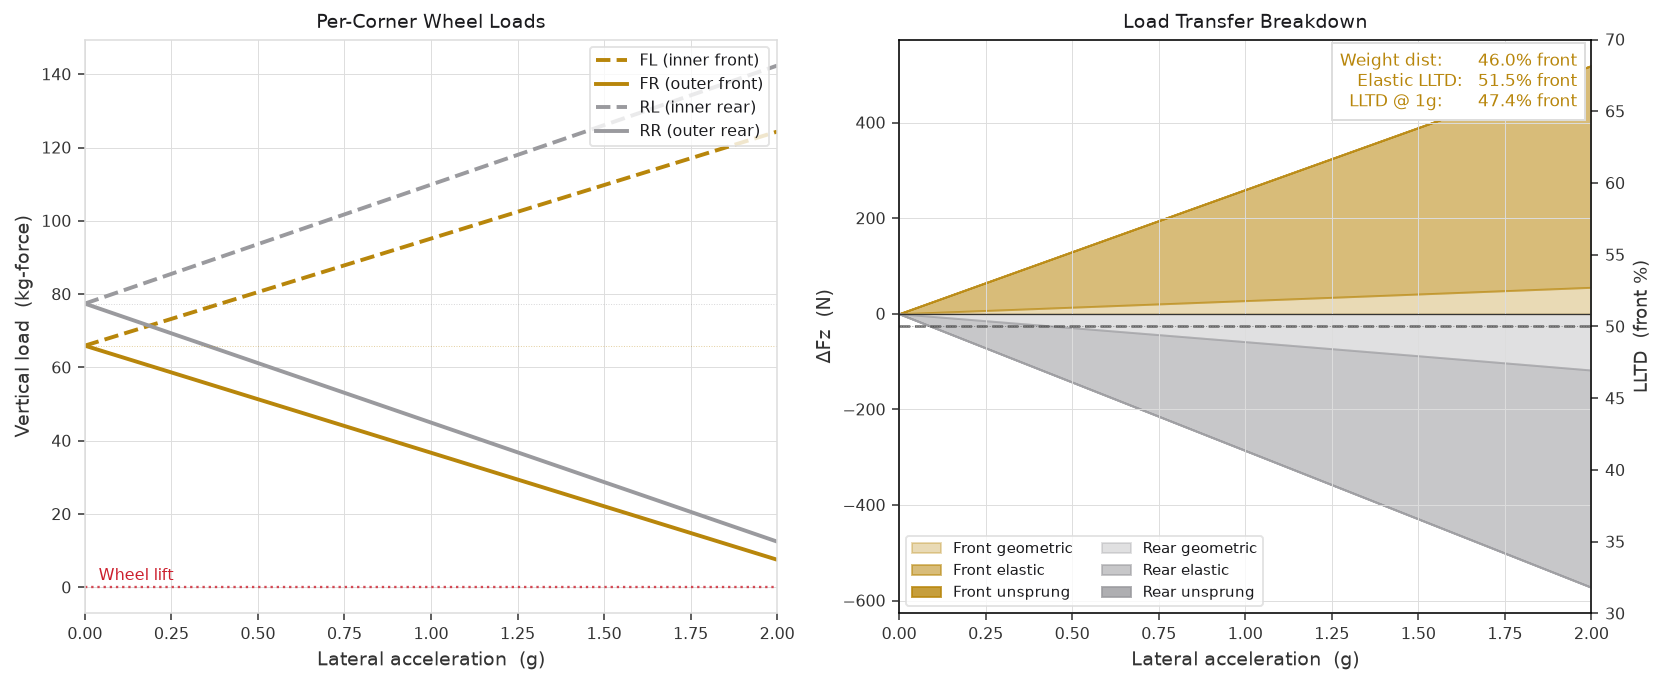 Per-Corner Wheel Loads
Vertical load  (kg-force)
140
120
100
80
60
40
20
0
FL (inner front)
FR (outer front)
RL (inner rear)
RR (outer rear)
Wheel lift
0.00 0.25 0.50 0.75 1.00 1.25 1.50 1.75 2.00
Lateral acceleration  (g)
Load Transfer Breakdown
ΔFz  (N)
400
200
0
−200
−400
−600
Weight dist: 46.0% front
Elastic LLTD: 51.5% front
LLTD @ 1g: 47.4% front
Front geometric
Front elastic
Front unsprung
Rear geometric
Rear elastic
Rear unsprung
70
65
60
55
50
45
40
35
30
LLTD  (front %)
0.00 0.25 0.50 0.75 1.00 1.25 1.50 1.75 2.00
Lateral acceleration  (g)